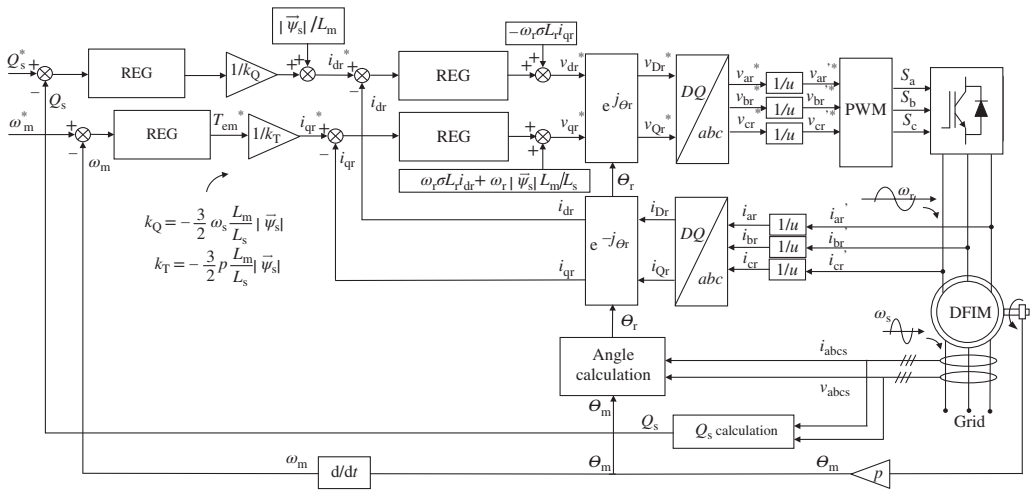 |ψ⃗s|/Lm
−ωrσLriqr
Qs*
+
−
Qs
REG
1/kQ
+
+
idr*
+
−
idr
REG
+
+
vdr*
e jθr
vDr*
DQ
abc
var*
1/u
var'*
vbr*
1/u
vbr'*
vcr*
1/u
vcr'*
PWM
Sa
Sb
Sc
ωm*
+
−
ωm
REG
Tem*
1/kT
iqr*
+
−
iqr
REG
+
+
vqr*
vQr*
ωrσLridr + ωr|ψ⃗s|Lm/Ls
θr
kQ = −3/2 ωs Lm/Ls |ψ⃗s|
kT = −3/2 p Lm/Ls |ψ⃗s|
idr
iqr
e −jθr
iDr
iQr
DQ
abc
iar
1/u
iar'
ibr
1/u
ibr'
icr
1/u
icr'
ωr
DFIM
ωs
θr
Angle
calculation
iabcs
vabcs
Grid
θm
Qs
Qs calculation
ωm
d/dt
θm
θm
p